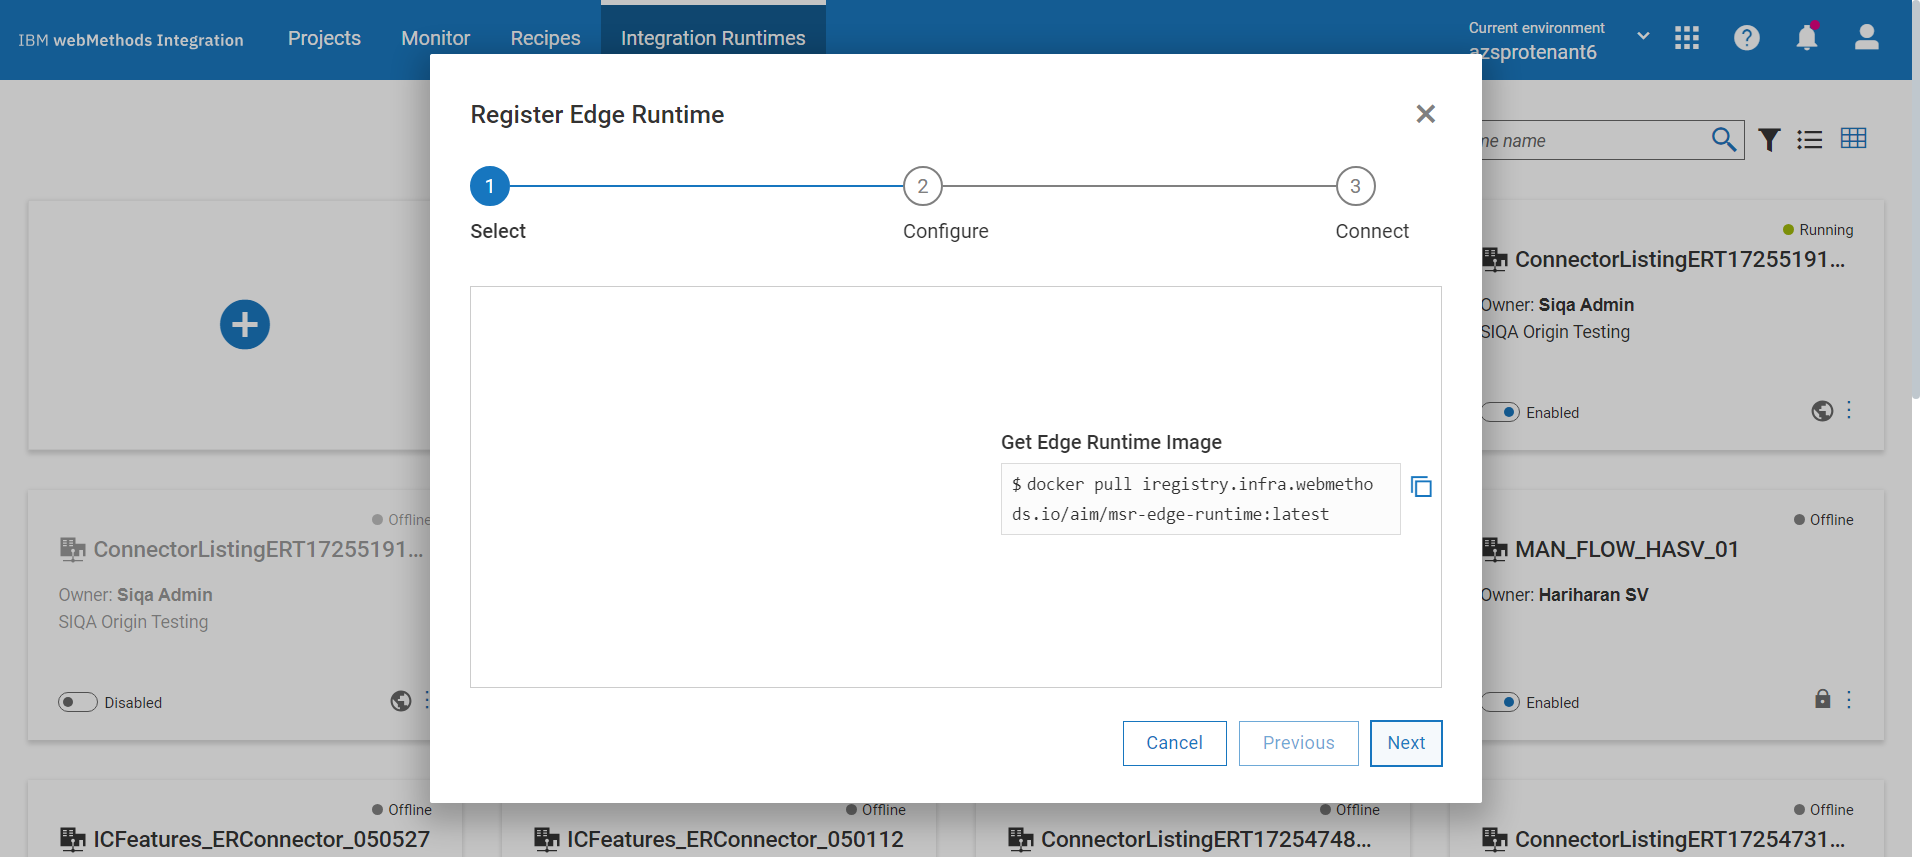 IBM webMethods Integration
Projects
Monitor
Recipes
Integration Runtimes
Current environment
azsprotenant6
?
Register Edge Runtime
1
2
3
Select
Configure
Connect
Get Edge Runtime Image
$ docker pull iregistry.infra.webmetho
ds.io/aim/msr-edge-runtime:latest
Cancel
Previous
Next
name
Running
ConnectorListingERT17255191...
Owner: Siqa Admin
SIQA Origin Testing
Enabled
Offline
ConnectorListingERT17255191...
Owner: Siqa Admin
SIQA Origin Testing
Disabled
Offline
MAN_FLOW_HASV_01
Owner: Hariharan SV
Enabled
Offline
ICFeatures_ERConnector_050527
Offline
ICFeatures_ERConnector_050112
Offline
ConnectorListingERT17254748...
Offline
ConnectorListingERT17254731...